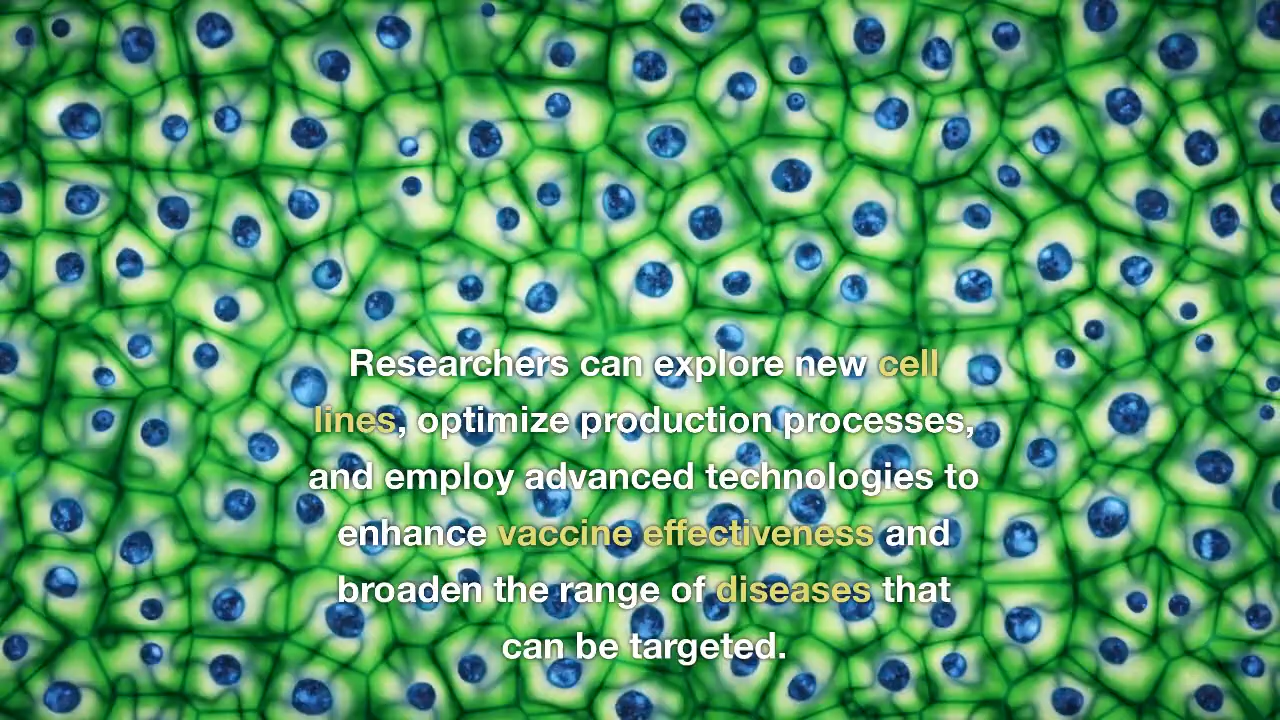 Researchers can explore new cell
lines, optimize production processes,
and employ advanced technologies to
enhance vaccine effectiveness and
broaden the range of diseases that
can be targeted.